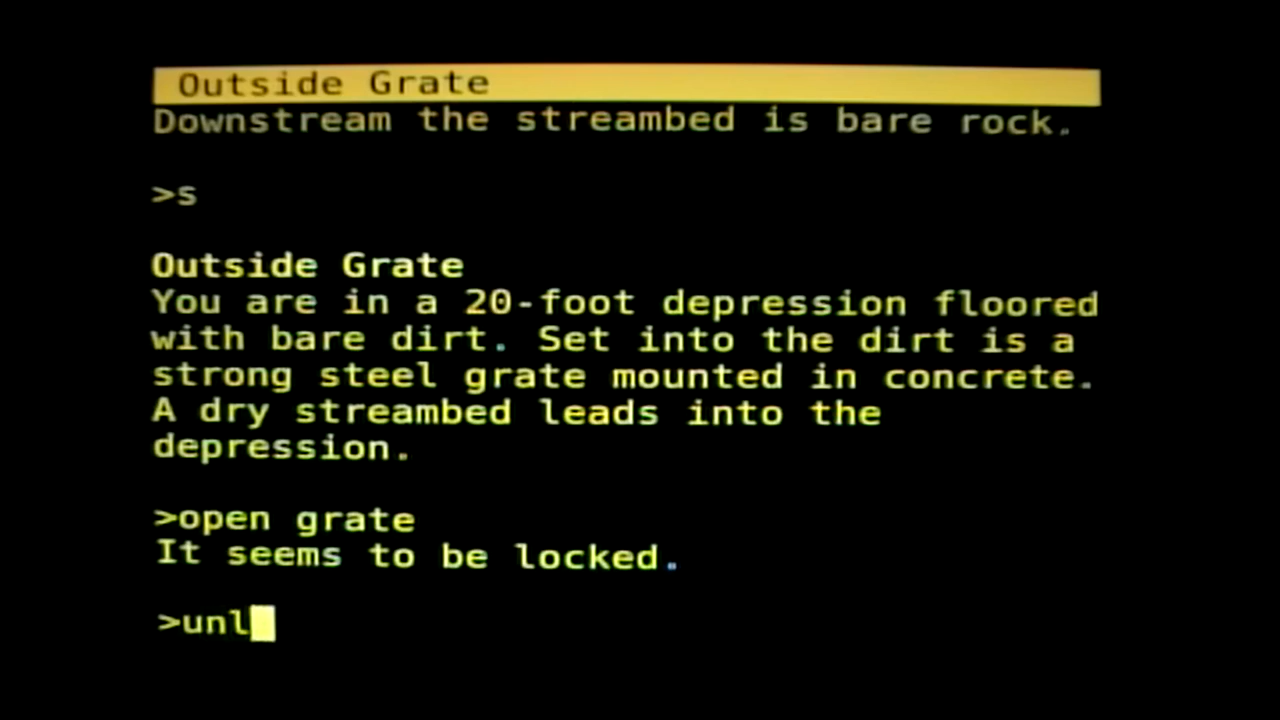 Outside Grate
Downstream the streambed is bare rock.
>s
Outside Grate
You are in a 20-foot depression floored
with bare dirt. Set into the dirt is a
strong steel grate mounted in concrete.
A dry streambed leads into the
depression.
>open grate
It seems to be locked.
>unl